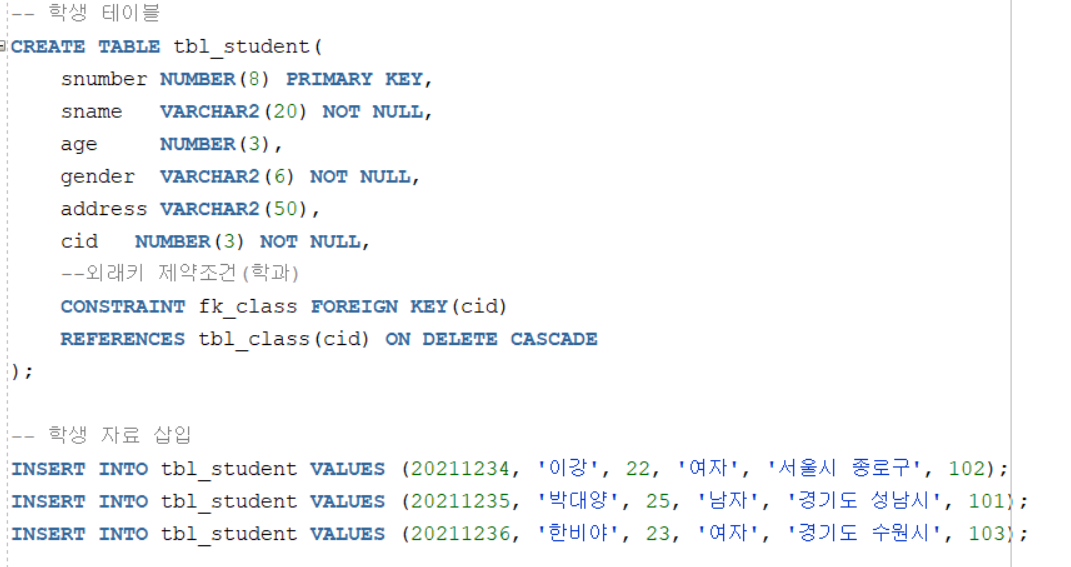 -- 학생 테이블
CREATE TABLE tbl_student(
    snumber NUMBER(8) PRIMARY KEY,
    sname   VARCHAR2(20) NOT NULL,
    age     NUMBER(3),
    gender  VARCHAR2(6) NOT NULL,
    address VARCHAR2(50),
    cid   NUMBER(3) NOT NULL,
    --외래키 제약조건(학과)
    CONSTRAINT fk_class FOREIGN KEY(cid)
    REFERENCES tbl_class(cid) ON DELETE CASCADE
);
-- 학생 자료 삽입
INSERT INTO tbl_student VALUES (20211234, '이강', 22, '여자', '서울시 종로구', 102);
INSERT INTO tbl_student VALUES (20211235, '박대양', 25, '남자', '경기도 성남시', 101);
INSERT INTO tbl_student VALUES (20211236, '한비야', 23, '여자', '경기도 수원시', 103);